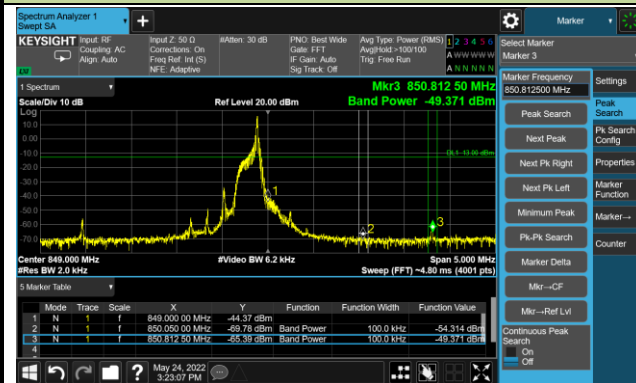 Spectrum Analyzer 1
Swept SA
+
Marker
KEYSIGHT
Input: RF
Coupling: AC
Align: Auto
Input Z: 50 Ω
Corrections: On
Freq Ref: Int (S)
NFE: Adaptive
#Atten: 30 dB
PNO: Best Wide
Gate: FFT
IF Gain: Auto
Sig Track: Off
Avg Type: Power (RMS)
Avg|Hold:>100/100
Trig: Free Run
1 2 3 4 5 6
A W W W W W
A N N N N N
Select Marker
Marker 3
1 Spectrum
Mkr3 850.812 50 MHz
Scale/Div 10 dB
Ref Level 20.00 dBm
Band Power -49.371 dBm
Log
10.0
0.00
-10.0
DL1 -13.00 dBm
-20.0
-30.0
-40.0
-50.0
-60.0
-70.0
1
2
3
Center 849.000 MHz
#Video BW 6.2 kHz
Span 5.000 MHz
#Res BW 2.0 kHz
Sweep (FFT) ~4.80 ms (4001 pts)
5 Marker Table
Mode Trace Scale X Y Function Function Width Function Value
1 N 1 f 849.000 00 MHz -44.37 dBm
2 N 1 f 850.050 00 MHz -69.78 dBm Band Power 100.0 kHz -54.314 dBm
3 N 1 f 850.812 50 MHz -65.39 dBm Band Power 100.0 kHz -49.371 dBm
4
May 24, 2022
3:23:07 PM
Marker Frequency
850.812500 MHz
Peak Search
Next Peak
Next Pk Right
Next Pk Left
Minimum Peak
Pk-Pk Search
Marker Delta
Mkr→CF
Mkr→Ref Lvl
Continuous Peak
Search
On
Off
Settings
Peak
Search
Pk Search
Config
Properties
Marker
Function
Marker→
Counter